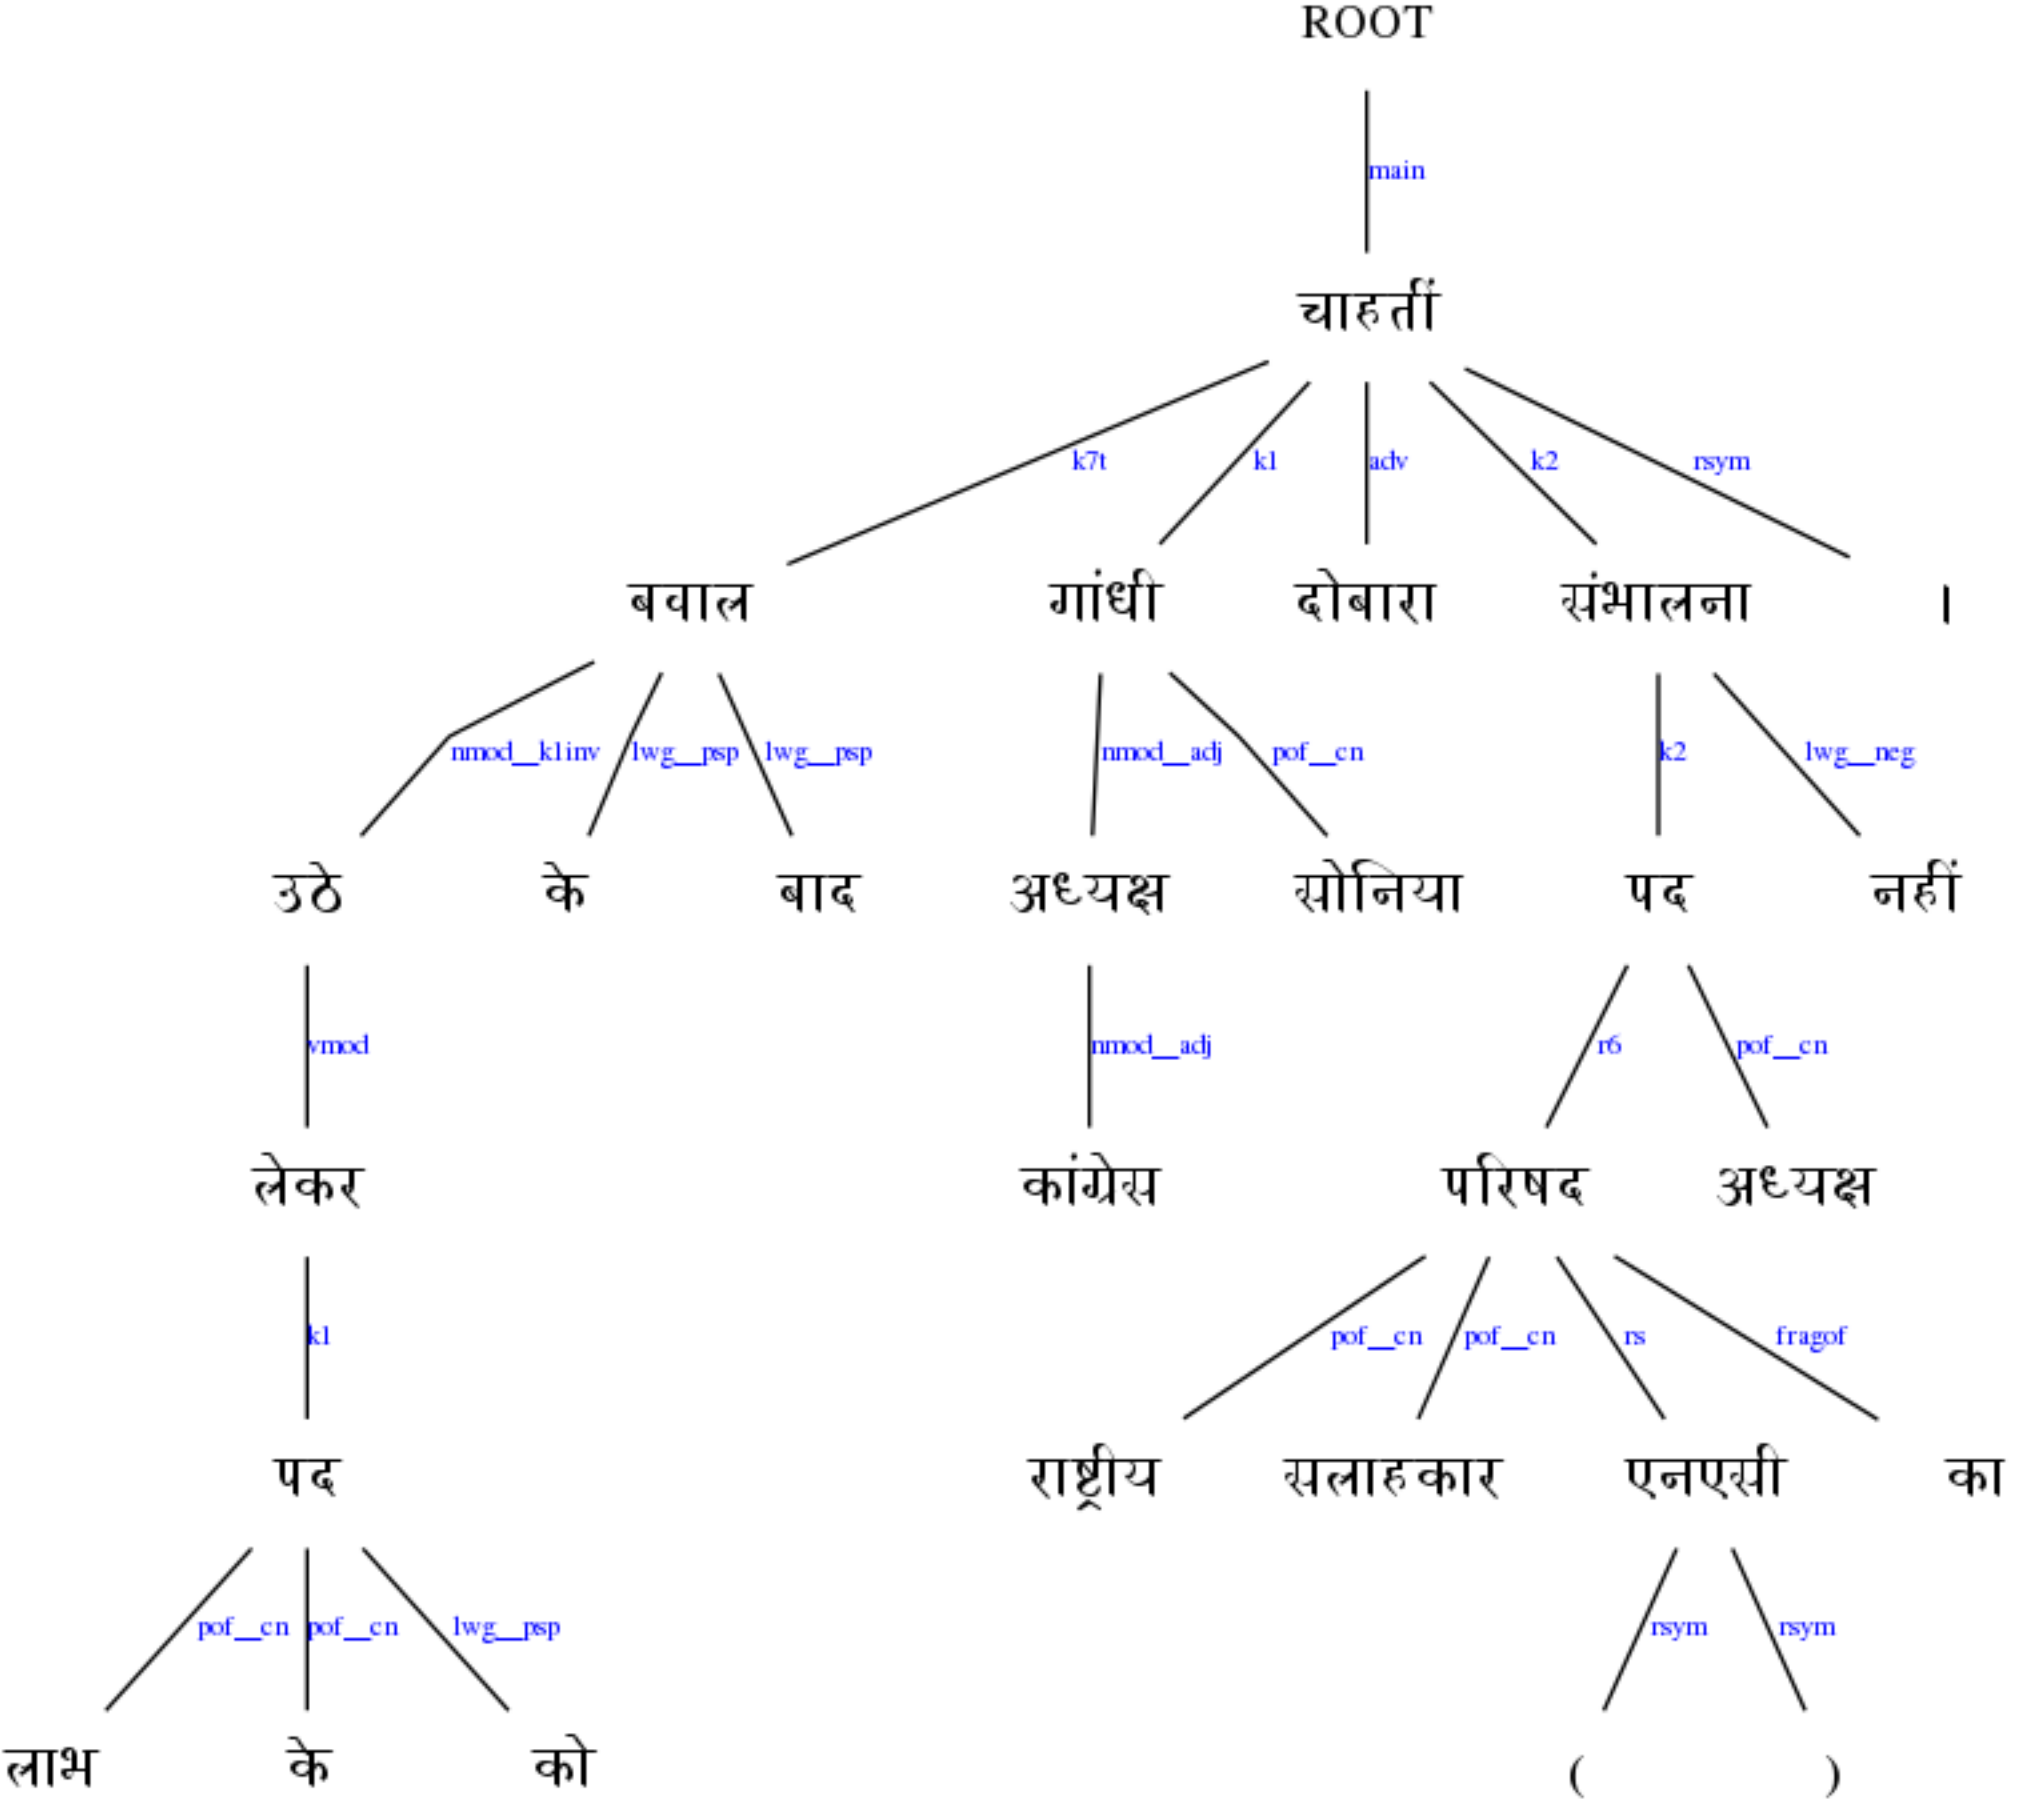 ROOT
main
चाहतीं
k7t k1 adv k2 rsym
बवाल गांधी दोबारा संभालना ।
nmod__k1inv lwg__psp lwg__psp nmod__adj pof__cn k2 lwg__neg
उठे के बाद अध्यक्ष सोनिया पद नहीं
vmod nmod__adj r6 pof__cn
लेकर कांग्रेस परिषद अध्यक्ष
k1 pof__cn pof__cn rs fragof
पद राष्ट्रीय सलाहकार एनएसी का
pof__cn pof__cn lwg__psp rsym rsym
लाभ के को ( )